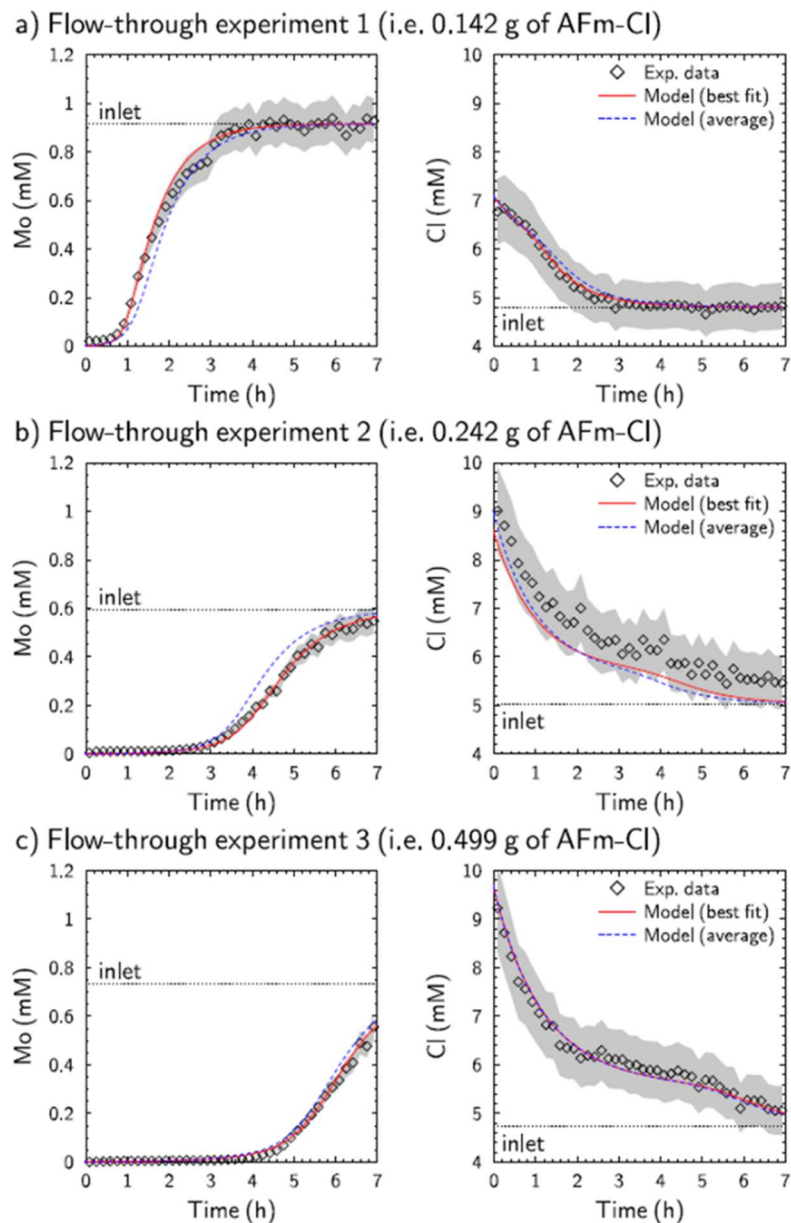 a) Flow-through experiment 1 (i.e. 0.142 g of AFm-Cl)
1.2
1
0.8
0.6
0.4
0.2
0
inlet
Mo (mM)
0 1 2 3 4 5 6 7
Time (h)
10
9
8
7
6
5
4
Exp. data
Model (best fit)
Model (average)
inlet
Cl (mM)
0 1 2 3 4 5 6 7
Time (h)
b) Flow-through experiment 2 (i.e. 0.242 g of AFm-Cl)
1.2
1
0.8
0.6
0.4
0.2
0
inlet
Mo (mM)
0 1 2 3 4 5 6 7
Time (h)
10
9
8
7
6
5
4
Exp. data
Model (best fit)
Model (average)
inlet
Cl (mM)
0 1 2 3 4 5 6 7
Time (h)
c) Flow-through experiment 3 (i.e. 0.499 g of AFm-Cl)
1.2
1
0.8
0.6
0.4
0.2
0
inlet
Mo (mM)
0 1 2 3 4 5 6 7
Time (h)
10
9
8
7
6
5
4
Exp. data
Model (best fit)
Model (average)
inlet
Cl (mM)
0 1 2 3 4 5 6 7
Time (h)